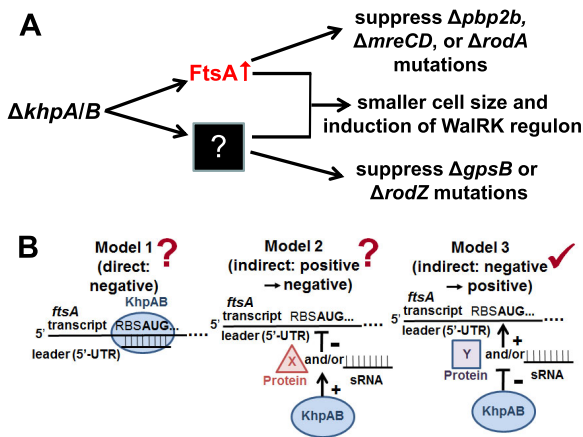 A
suppress Δpbp2b,
ΔmreCD, or ΔrodA
mutations
FtsA↑
ΔkhpA/B
smaller cell size and
induction of WalRK regulon
?
suppress ΔgpsB or
ΔrodZ mutations
B
Model 1 ?
(direct:
negative)
KhpAB
ftsA
transcript RBSAUG...
5' ....
leader (5'-UTR)
Model 2 ?
(indirect: positive
→ negative)
ftsA
transcript RBSAUG...
5' ....
leader (5'-UTR)
–
X and/or
Protein sRNA
+
KhpAB
Model 3 ✓
(indirect: negative
→ positive)
ftsA
transcript RBSAUG...
5' ....
leader (5'-UTR)
+
Y and/or
Protein sRNA
–
KhpAB